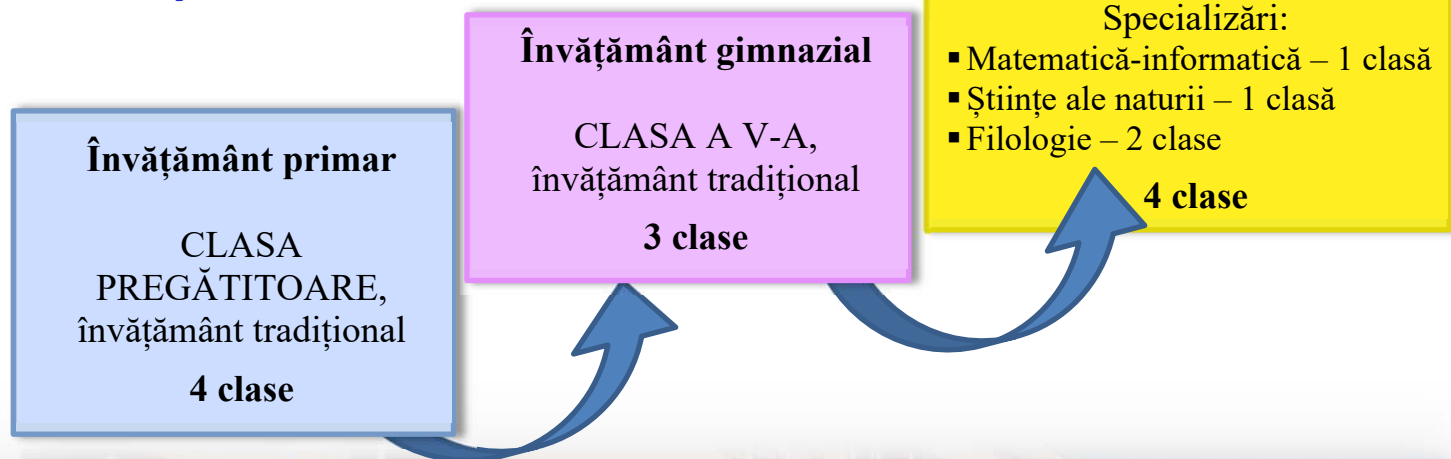 Învățământ primar
CLASA
PREGĂTITOARE,
învățământ tradițional
4 clase
Învățământ gimnazial
CLASA A V-A,
învățământ tradițional
3 clase
Specializări:
▪ Matematică-informatică – 1 clasă
▪ Științe ale naturii – 1 clasă
▪ Filologie – 2 clase
4 clase